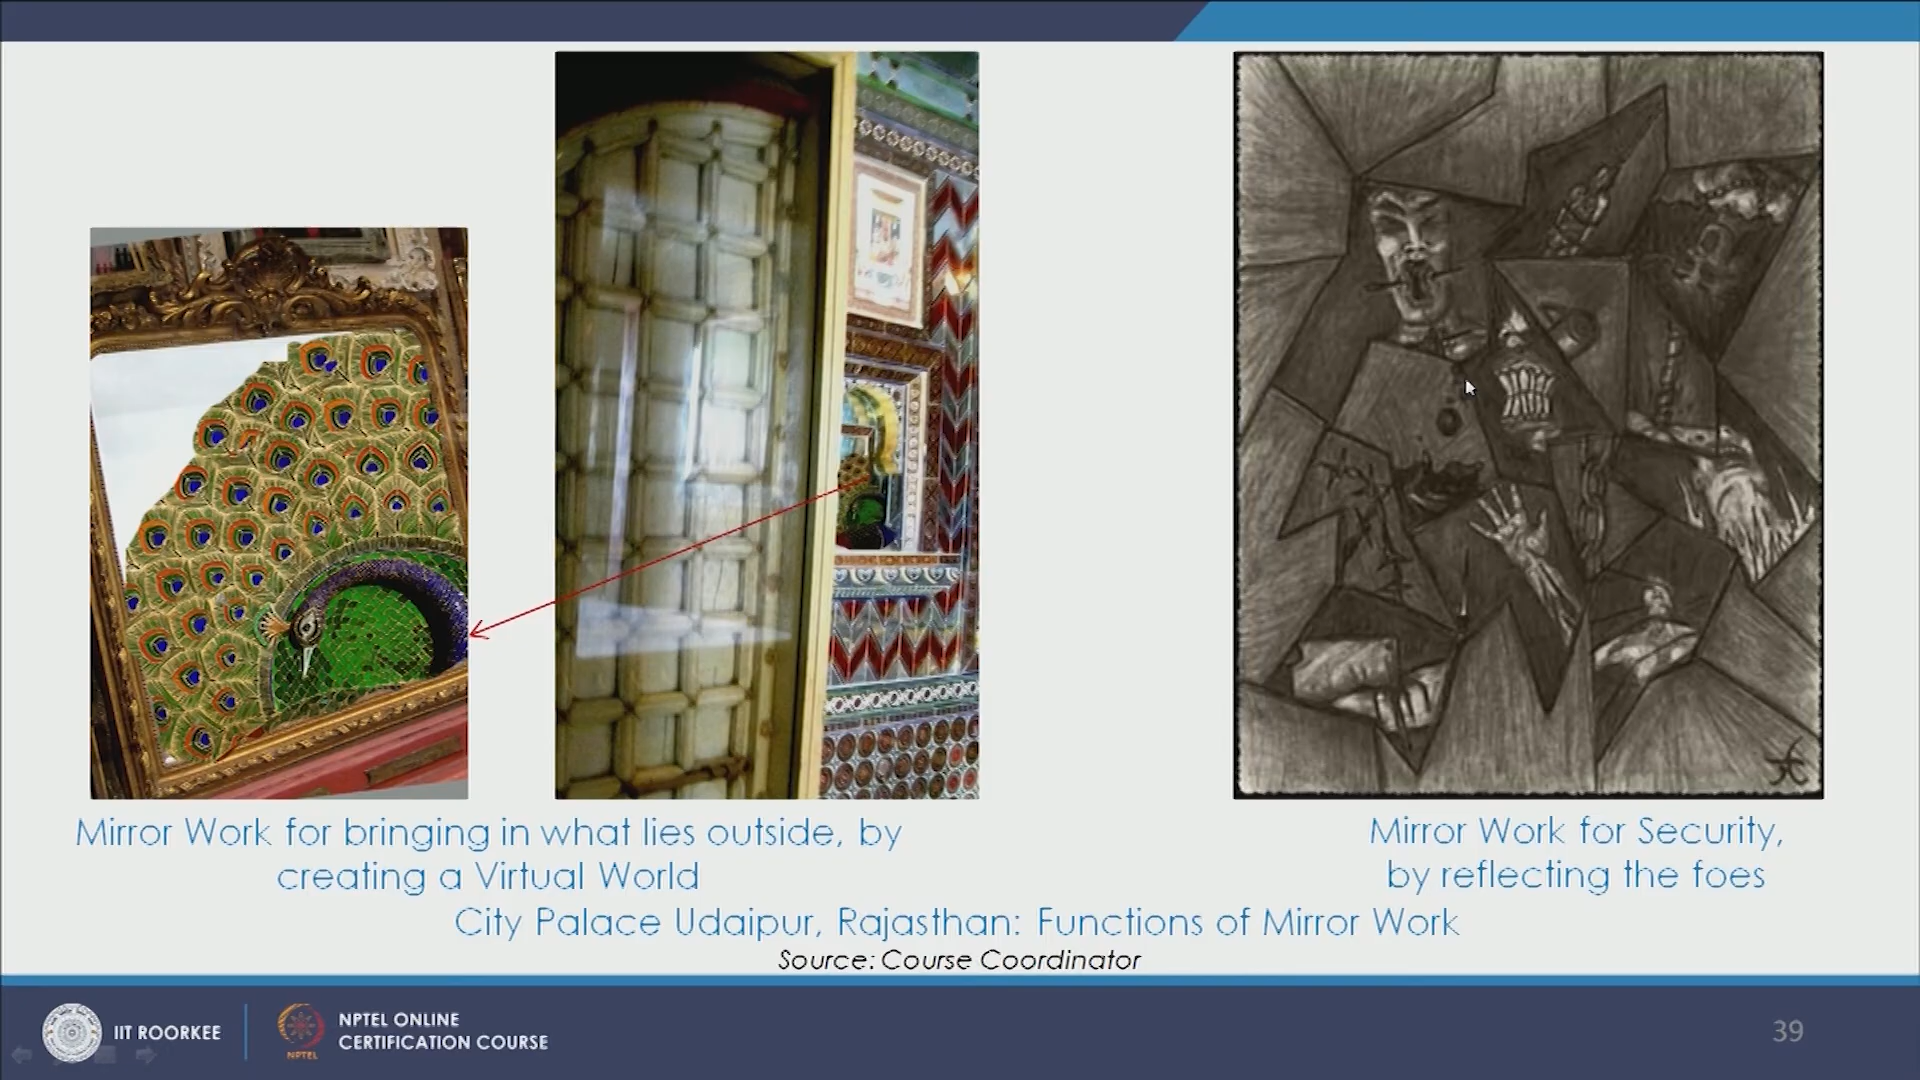 Mirror Work for bringing in what lies outside, by
creating a Virtual World
Mirror Work for Security,
by reflecting the foes
City Palace Udaipur, Rajasthan: Functions of Mirror Work
Source: Course Coordinator
IIT ROORKEE
NPTEL
NPTEL ONLINE
CERTIFICATION COURSE
39